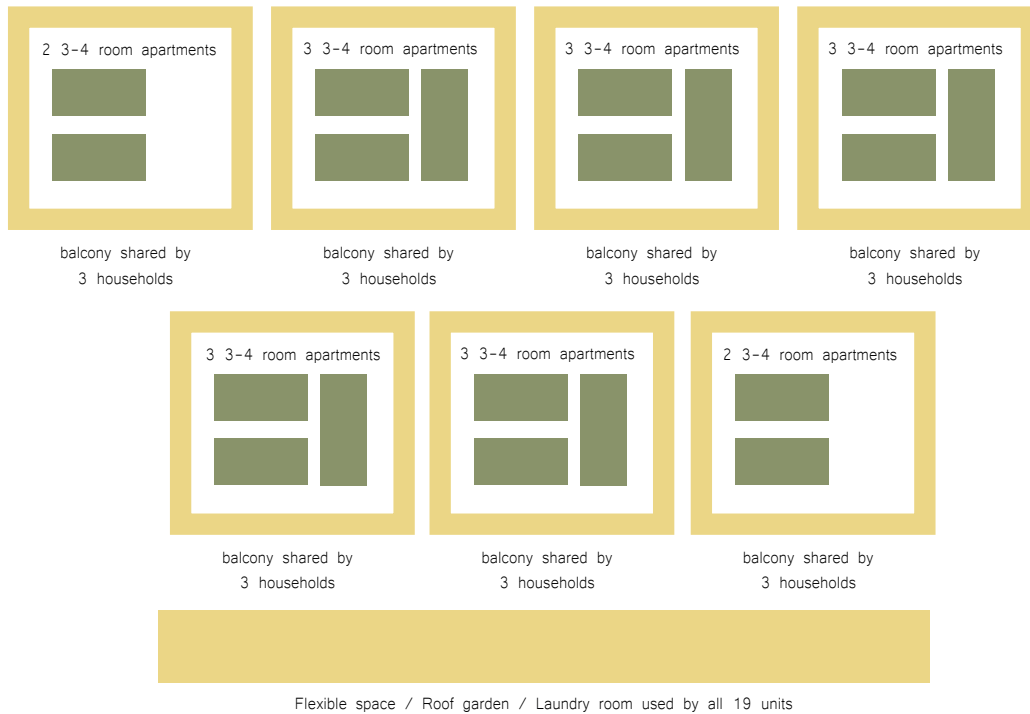 2 3-4 room apartments
3 3-4 room apartments
3 3-4 room apartments
3 3-4 room apartments
balcony shared by
3 households
balcony shared by
3 households
balcony shared by
3 households
balcony shared by
3 households
3 3-4 room apartments
3 3-4 room apartments
2 3-4 room apartments
balcony shared by
3 households
balcony shared by
3 households
balcony shared by
3 households
Flexible space / Roof garden / Laundry room used by all 19 units